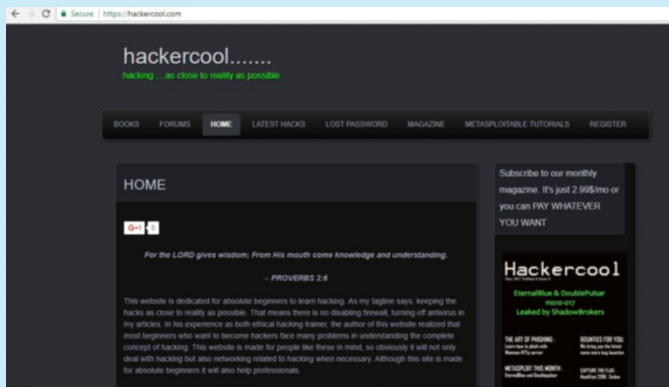 Secure | https://hackercool.com
hackercool.......
hacking ....as close to reality as possible.
BOOKS FORUMS HOME LATEST HACKS LOST PASSWORD MAGAZINE METASPLOITABLE TUTORIALS REGISTER
HOME
G+1 0
For the LORD gives wisdom; From His mouth come knowledge and understanding.
– PROVERBS 2:6
This website is dedicated for absolute beginners to learn hacking. As my tagline says, keeping the
hacks as close to reality as possible. That means there is no disabling firewall, turning off antivirus in
my articles. In his experience as both ethical hacking trainer, the author of this website realized that
most beginners who want to become hackers face many problems in understanding the complete
concept of hacking. This website is made for people like these in mind, so obviously it will not only
deal with hacking but also networking related to hacking when necessary. Although this site is made
for absolute beginners it will also help professionals.
Subscribe to our monthly
magazine. It's just 2.99$/mo or
you can PAY WHATEVER
YOU WANT
Hackercool
EternalBlue & DoublePulsar
ms10-017
Leaked by ShadowBrokers
THE ART OF PHISHING :
BOUNTIES FOR YOU
METASPLOIT THIS MONTH:
EternalBlue and Doublepulsar
CAPTURE THE FLAG: